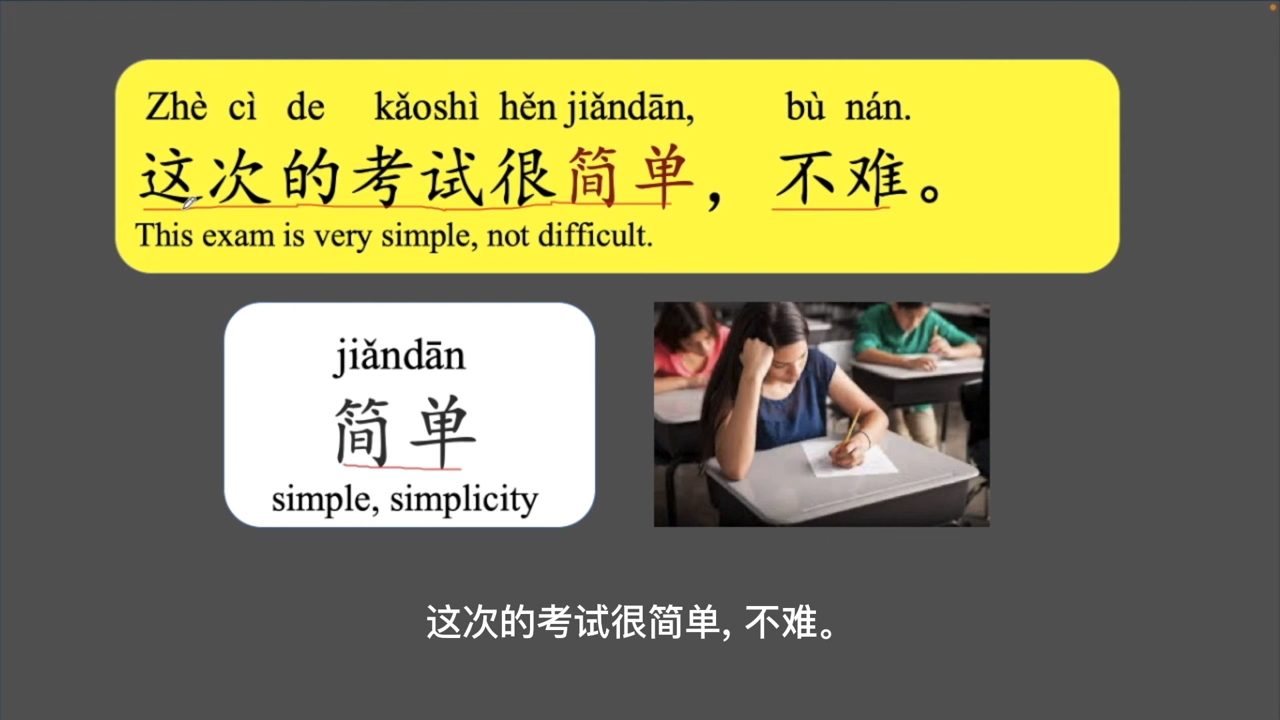 Zhè cì de kǎoshì hěn jiǎndān, bù nán.
这次的考试很简单，不难。
This exam is very simple, not difficult.
jiǎndān
简单
simple, simplicity
这次的考试很简单, 不难。